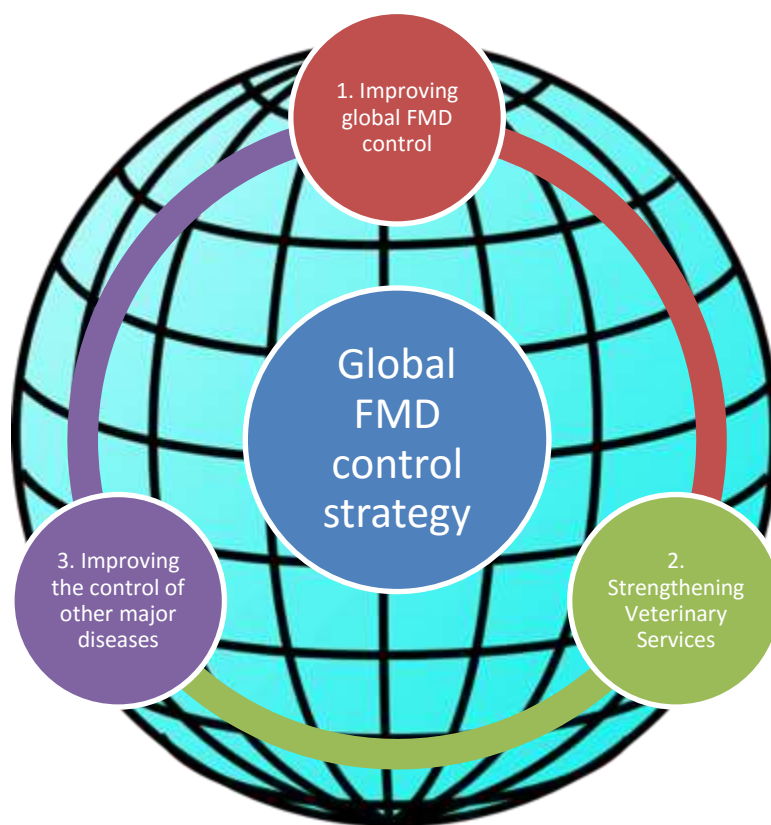 1. Improving
global FMD
control
Global
FMD
control
strategy
3. Improving
the control of
other major
diseases
2.
Strengthening
Veterinary
Services